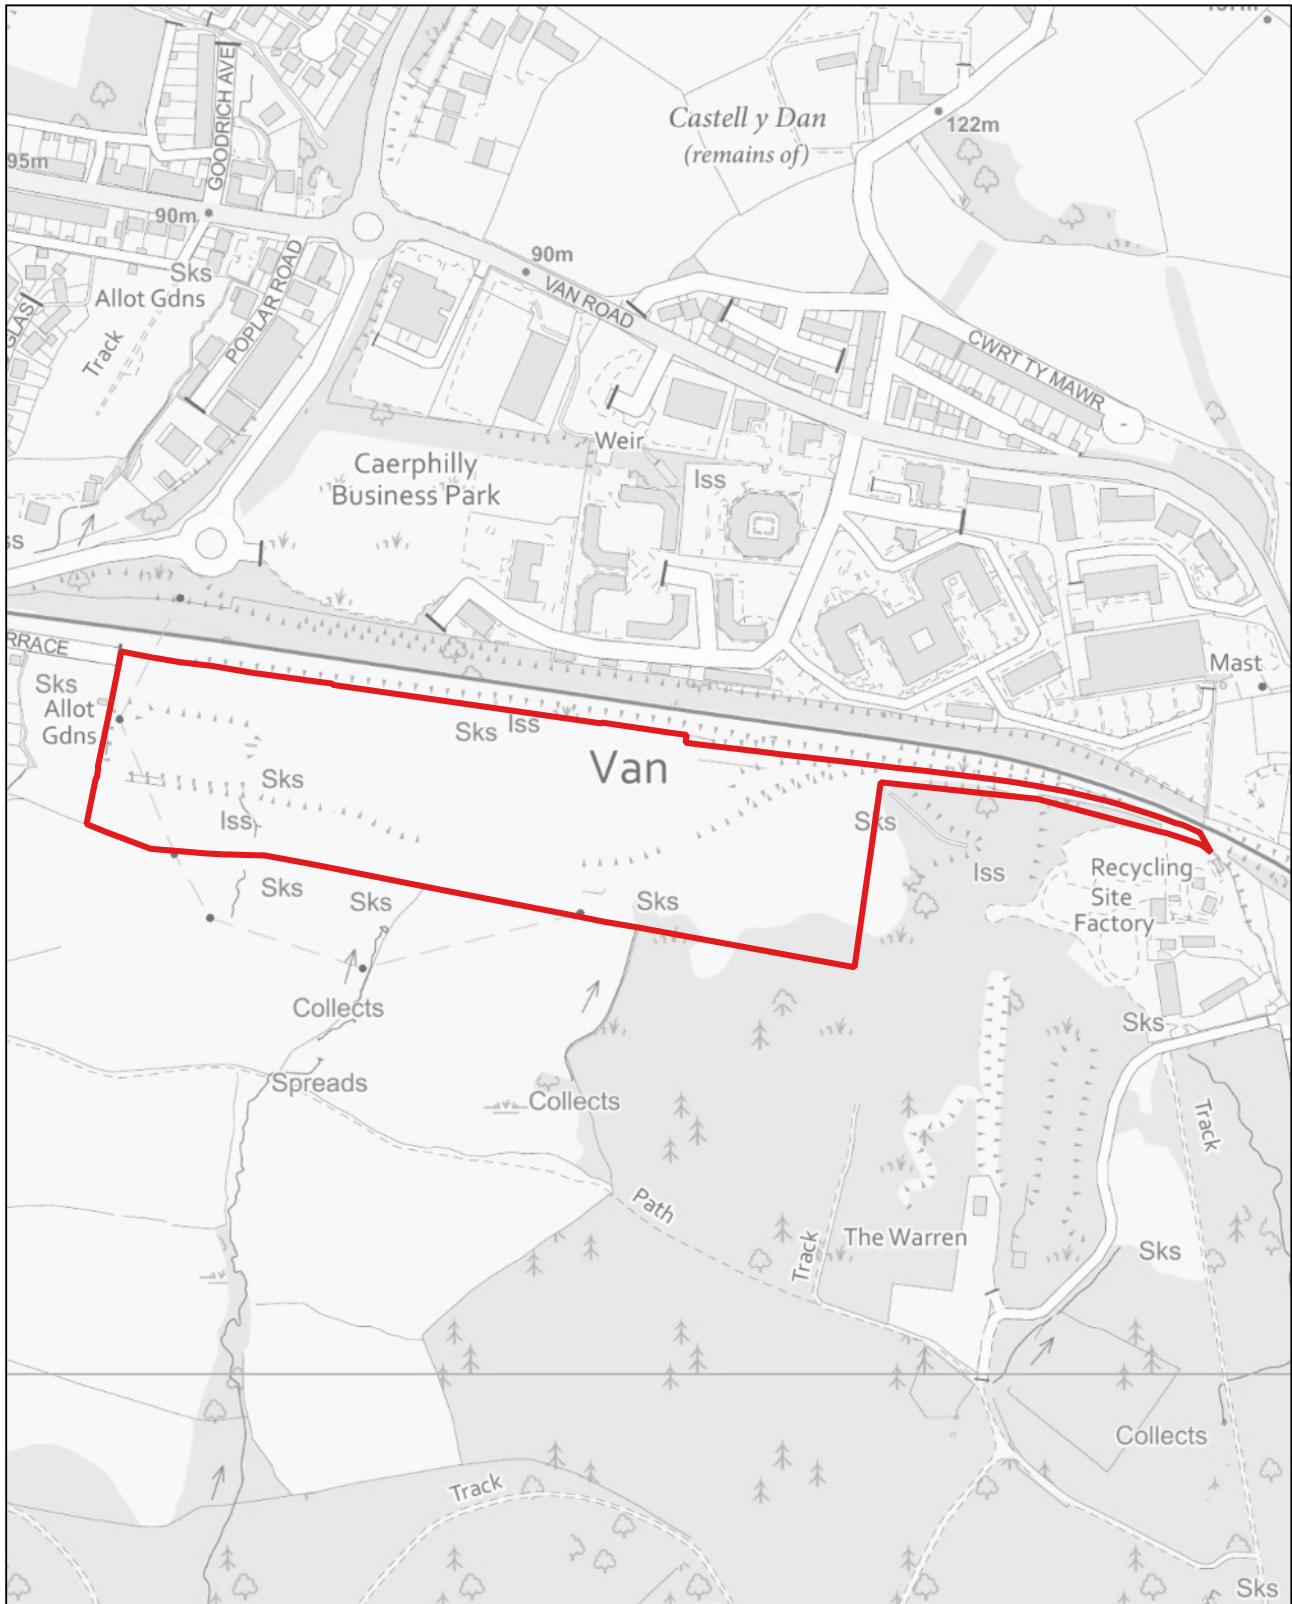 Castell y Dan
(remains of)
122m
95m
GOODRICH AVE
90m
Sks
Allot Gdns
POPLAR ROAD
Track
90m
VAN ROAD
CWRT TY MAWR
Weir
Iss
Caerphilly
Business Park
Mast
Sks
Allot
Gdns
Sks
Iss
Van
Sks
Iss
Sks
Iss
Recycling
Site
Factory
Sks
Sks
Sks
Collects
Sks
Spreads
Collects
Track
Path
Track
The Warren
Sks
Collects
Track
Sks